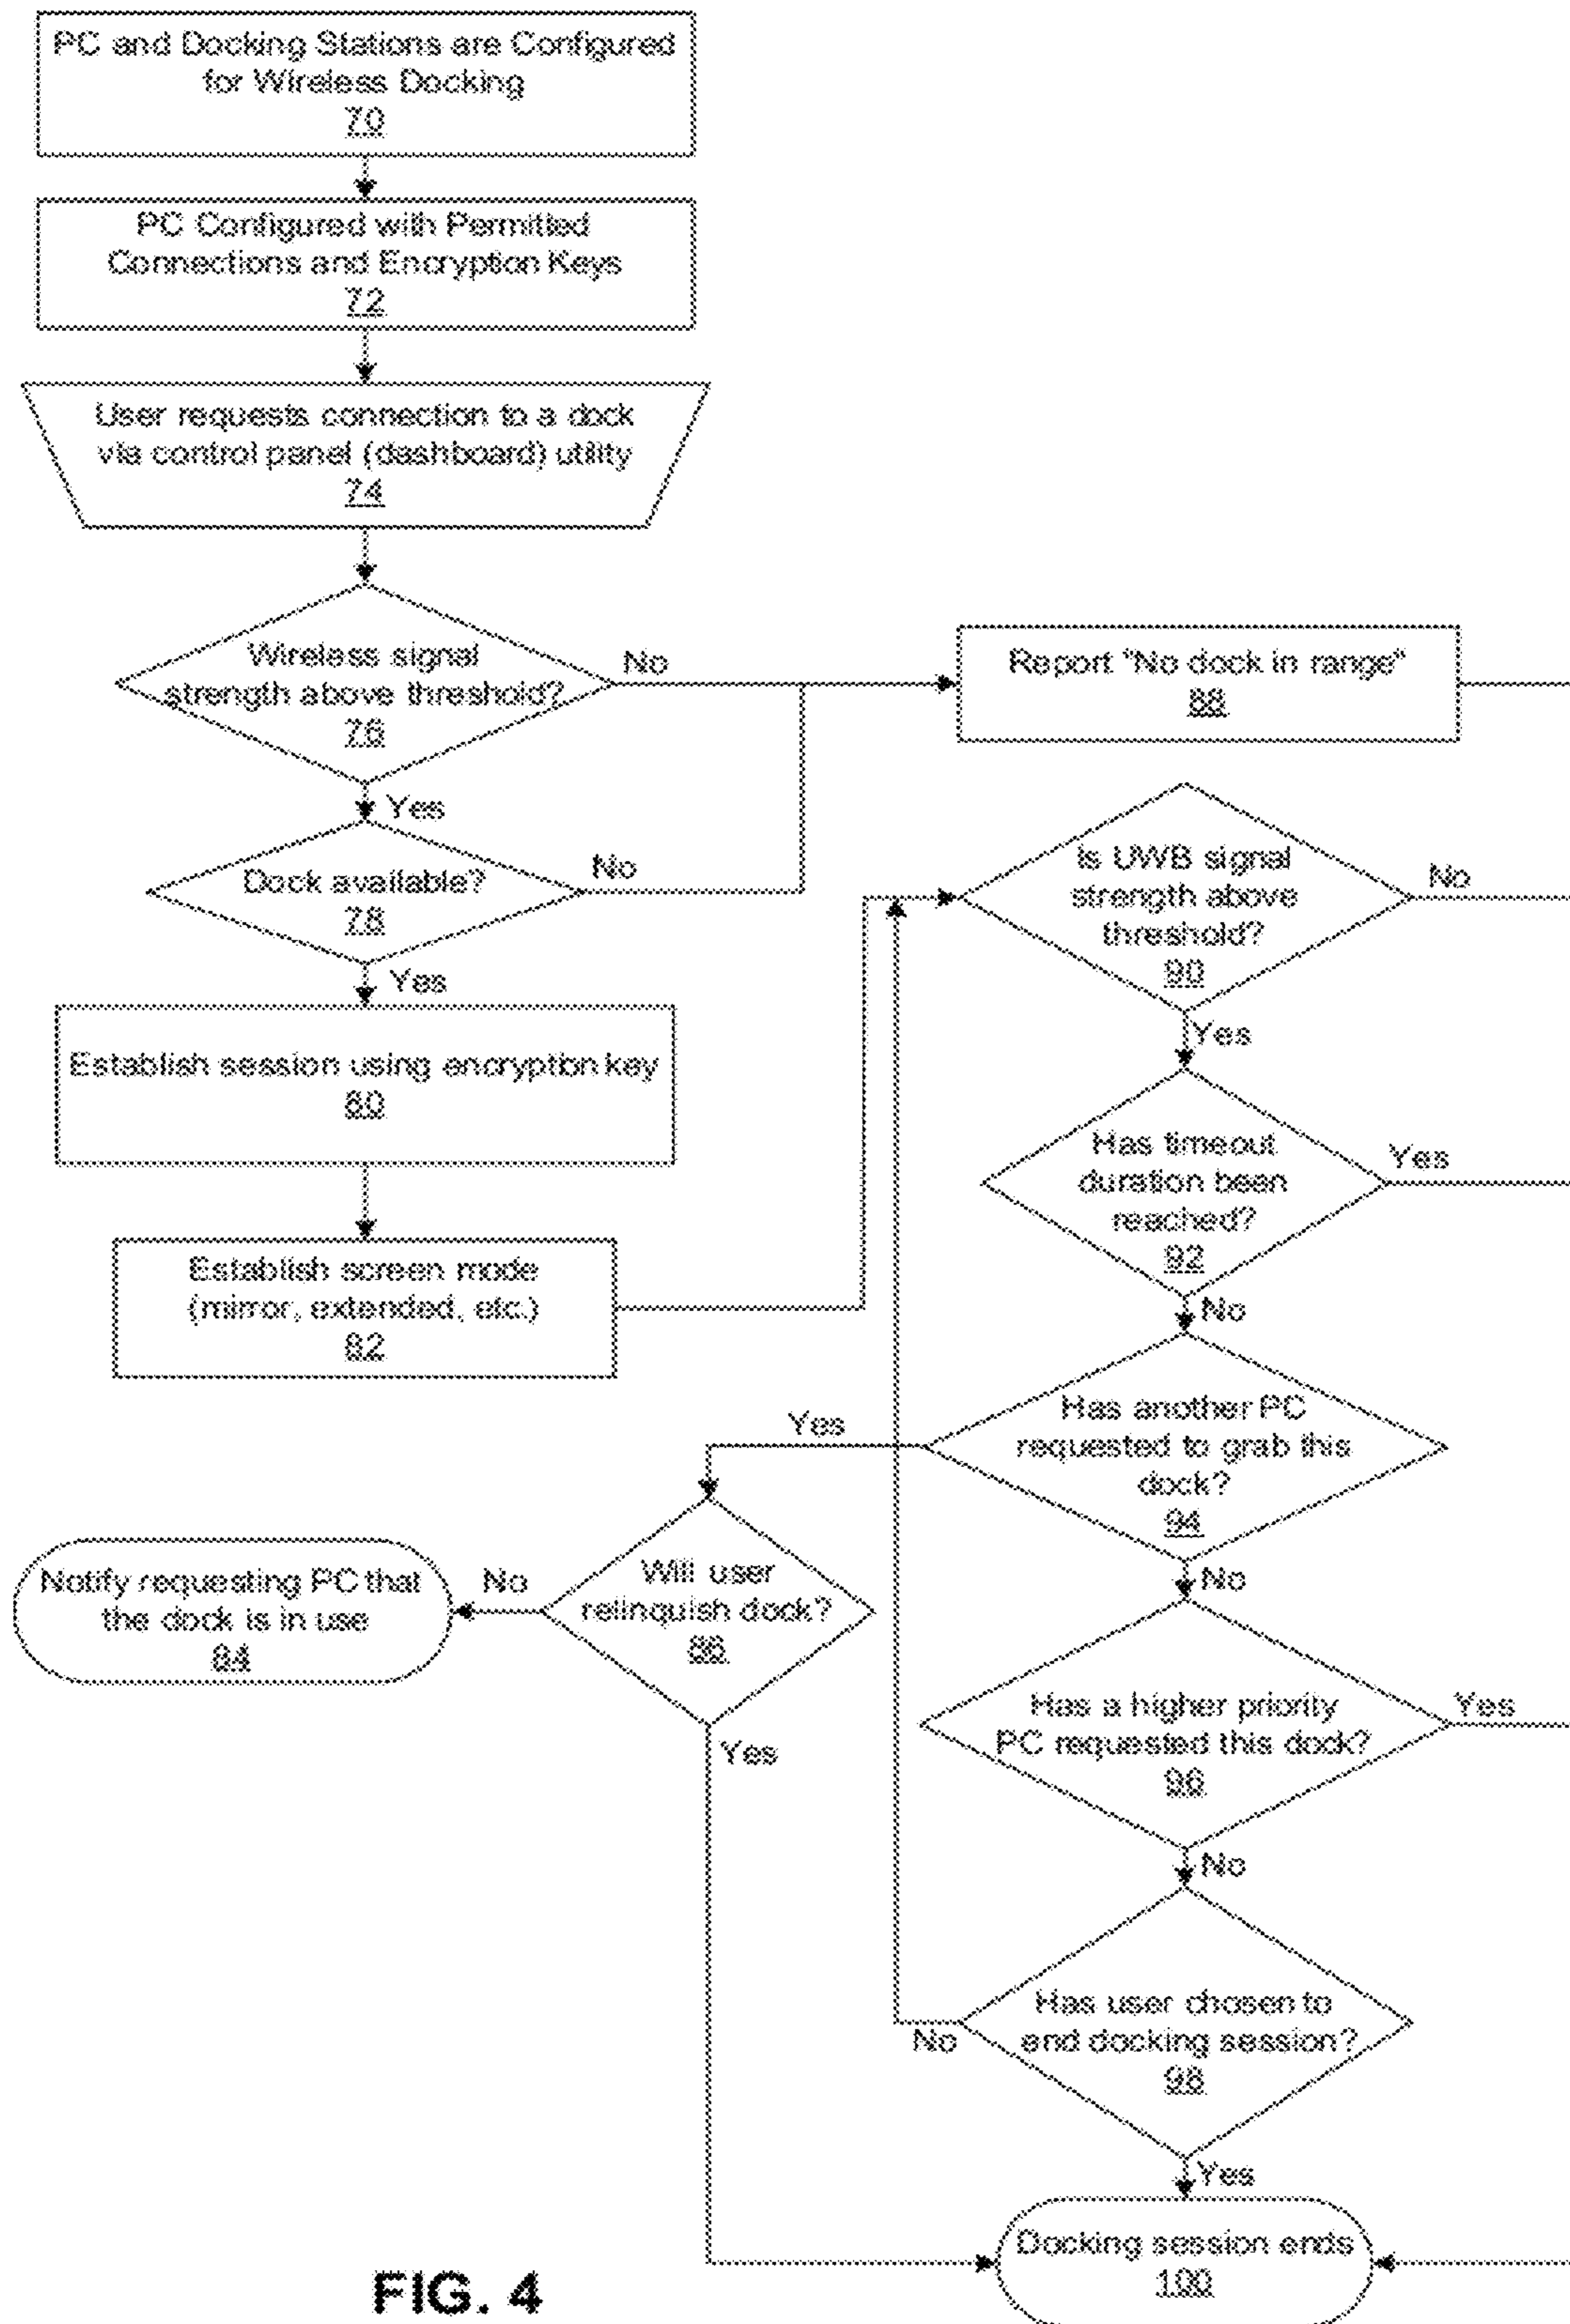 PC and Docking Stations are Configured
for Wireless Docking
70
PC Configured with Permitted
Connections and Encryption Keys
72
User requests connection to a dock
via control panel (dashboard) utility
74
Wireless signal
strength above threshold?
76
No
Yes
Report "No dock in range"
88
Dock available?
78
No
Yes
Establish session using encryption key
80
Establish screen mode
(mirror, extended, etc.)
82
Is UWB signal
strength above
threshold?
90
No
Yes
Has timeout
duration been
reached?
92
Yes
No
Has another PC
requested to grab this
dock?
94
Yes
No
Will user
relinquish dock?
86
No
Yes
Notify requesting PC that
the dock is in use
84
Has a higher priority
PC requested this dock?
96
Yes
No
Has user chosen to
end docking session?
98
No
Yes
Docking session ends
100
FIG. 4